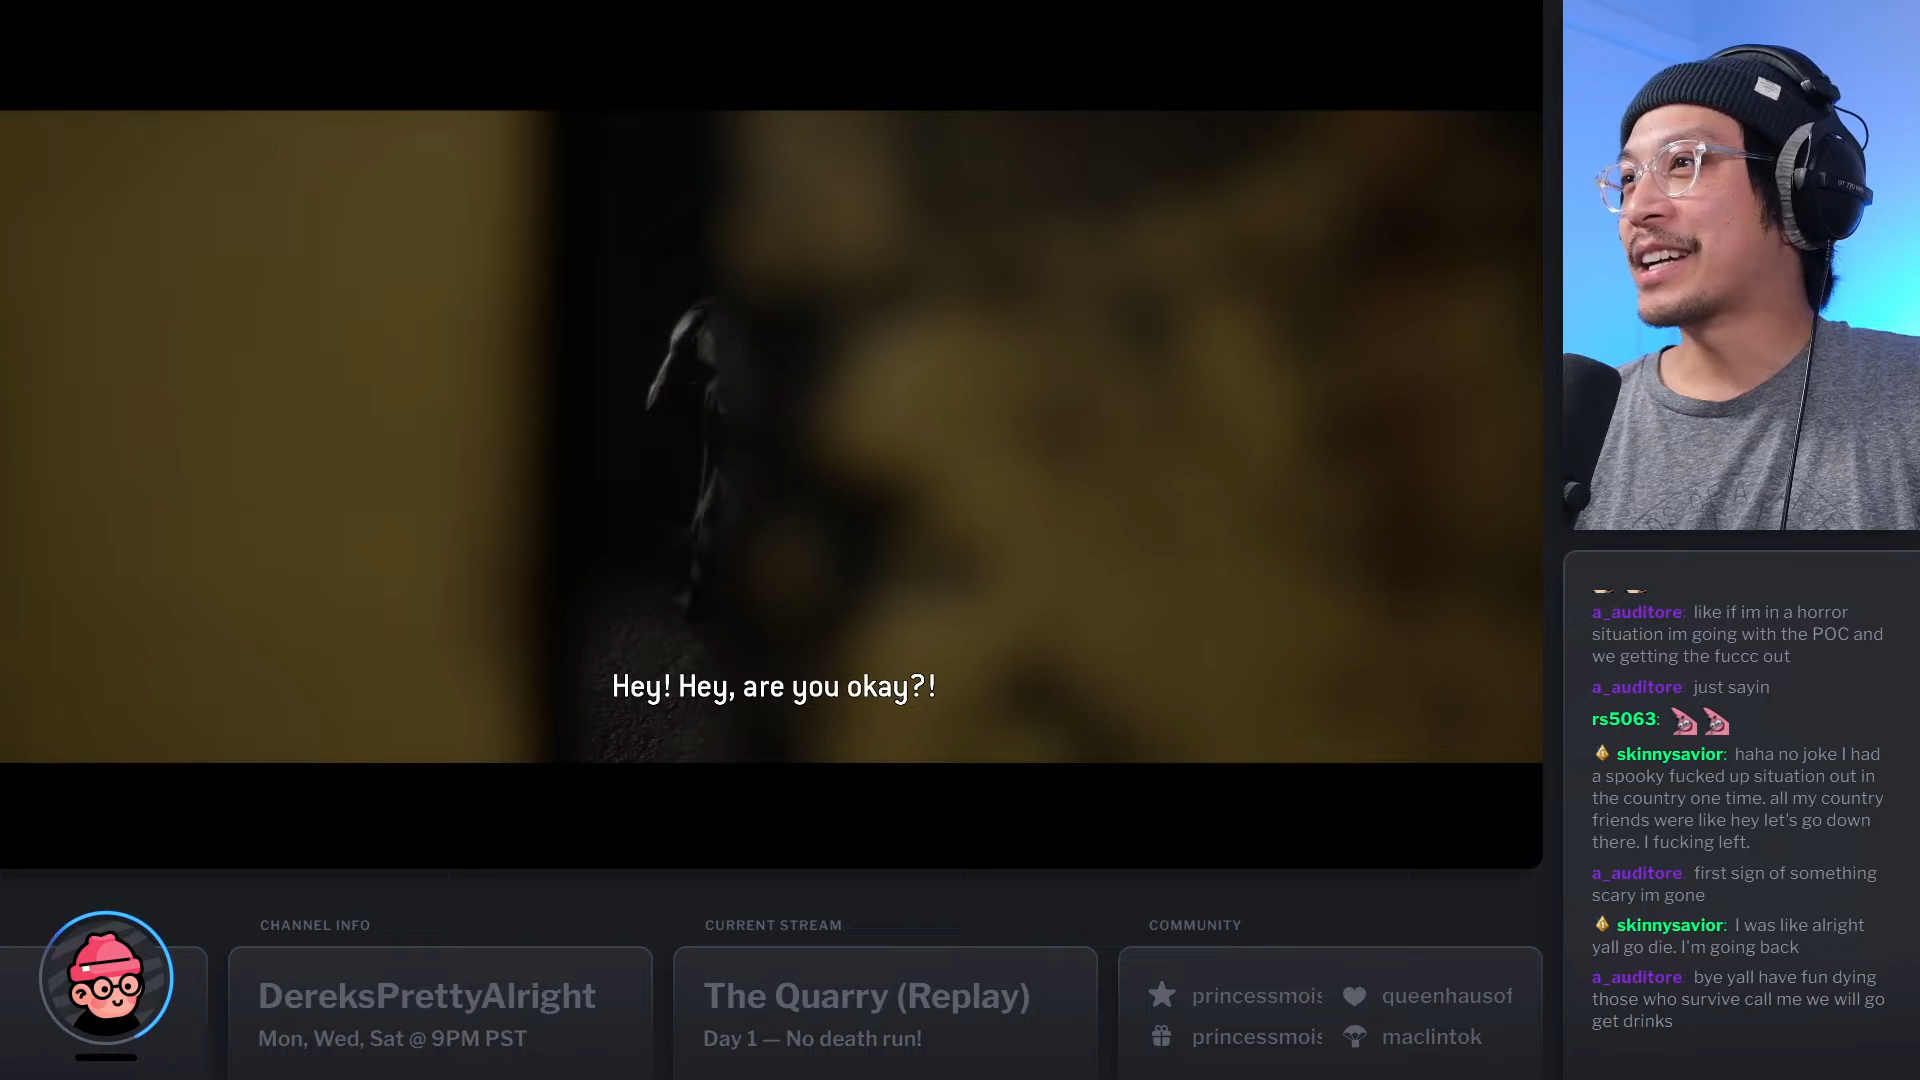 Hey! Hey, are you okay?!
a_auditore: like if im in a horror
situation im going with the POC and
we getting the fuccc out
a_auditore: just sayin
rs5063:
skinnysavior: haha no joke I had
a spooky fucked up situation out in
the country one time. all my country
friends were like hey let's go down
there. I fucking left.
a_auditore: first sign of something
scary im gone
skinnysavior: I was like alright
yall go die. I'm going back
a_auditore: bye yall have fun dying
those who survive call me we will go
get drinks
CHANNEL INFO
DereksPrettyAlright
Mon, Wed, Sat @ 9PM PST
CURRENT STREAM
The Quarry (Replay)
Day 1 — No death run!
COMMUNITY
princessmois queenhausof
princessmois maclintok